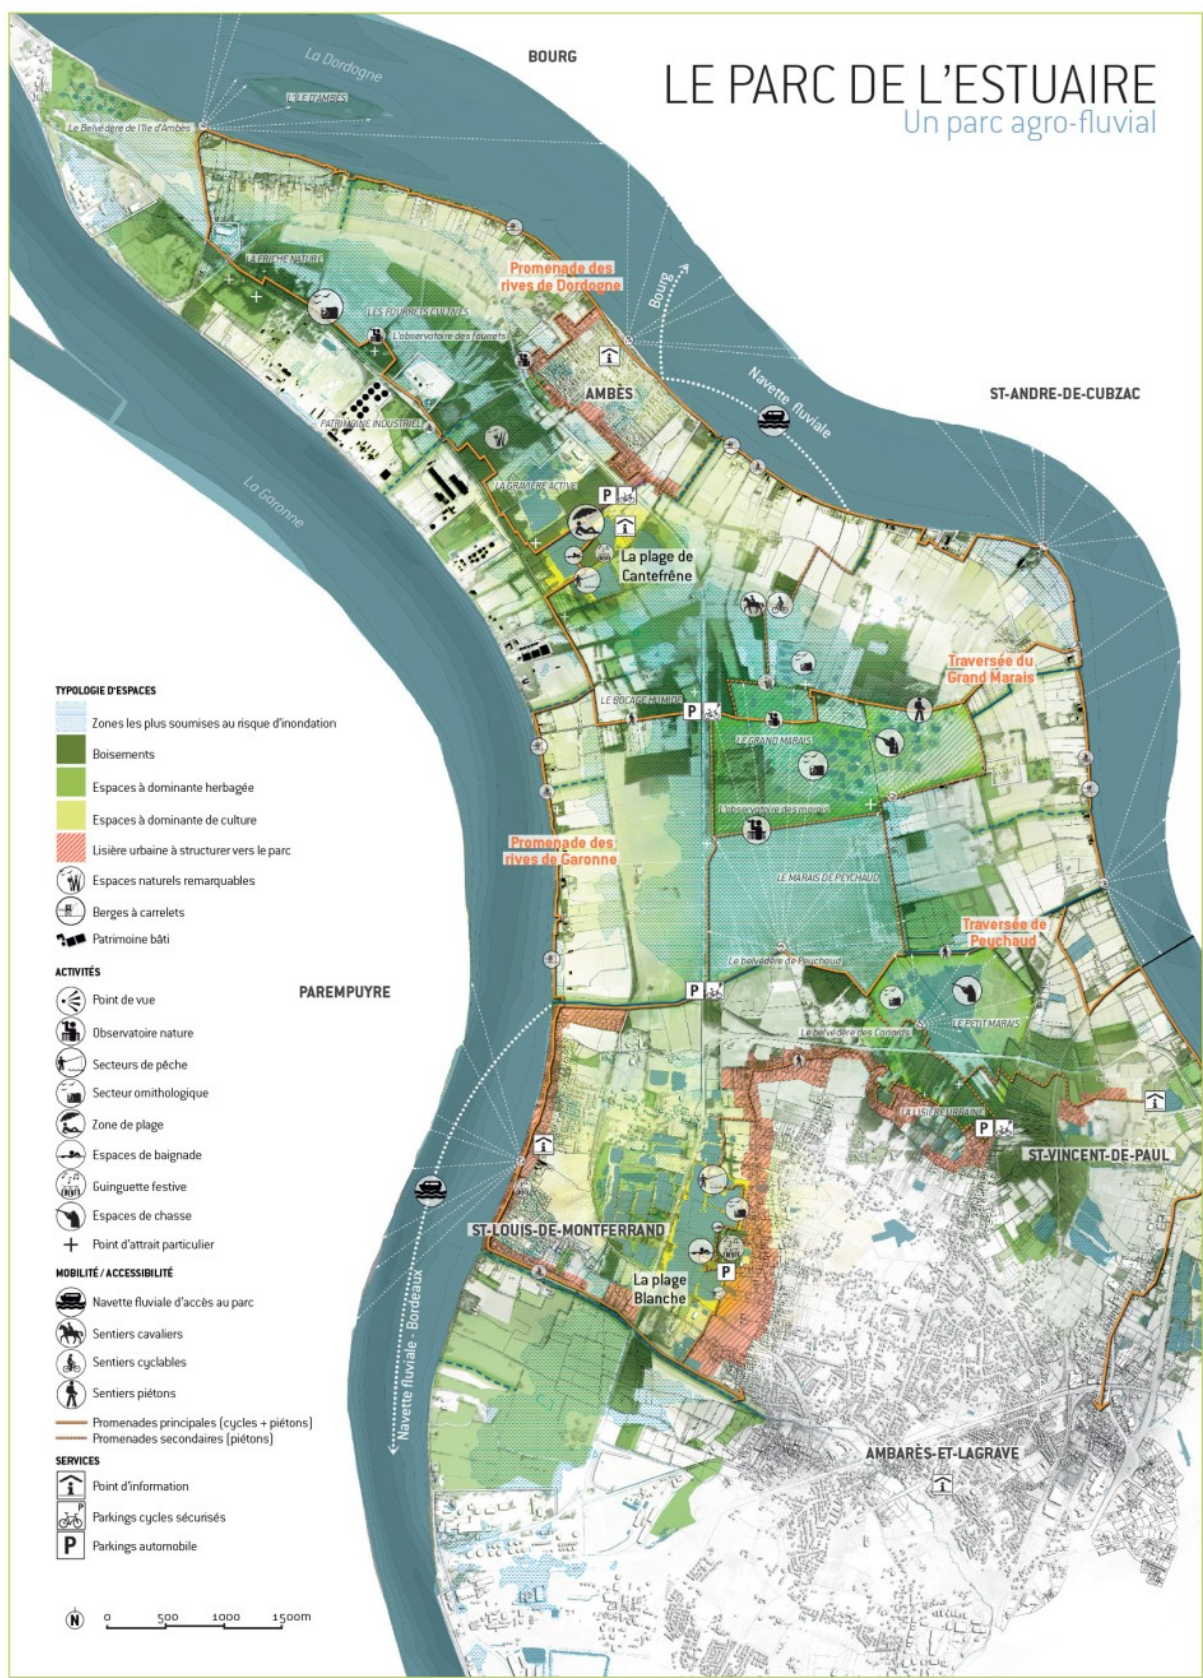 LE PARC DE L'ESTUAIRE
Un parc agro-fluvial
BOURG
La Dordogne
L'ILE D'AMBÈS
Le Belvédère de l'Ile d'Ambès
LA FRICHE NATURE
Promenade des
rives de Dordogne
Bourg
LES FOURRETS CULTIVÉS
L'observatoire des fourrets
AMBÈS
Navette fluviale
ST-ANDRE-DE-CUBZAC
PATRIMOINE INDUSTRIEL
La Garonne
LA GRAVIÈRE ACTIVE
P
La plage de
Cantefrêne
Traversée du
Grand Marais
LE BOCAGE HUMIDE
P
LE GRAND MARAIS
L'observatoire des marais
Promenade des
rives de Garonne
LE MARAIS DE PEYCHAUD
Traversée de
Peuchaud
Le belvédère de Peuchaud
P
PAREMPUYRE
Le belvédère des Canards
LE PETIT MARAIS
LA LISIÈRE URBAINE
P
ST-VINCENT-DE-PAUL
ST-LOUIS-DE-MONTFERRAND
La plage
Blanche
P
Navette fluviale - Bordeaux
AMBARÈS-ET-LAGRAVE
TYPOLOGIE D'ESPACES
Zones les plus soumises au risque d'inondation
Boisements
Espaces à dominante herbagée
Espaces à dominante de culture
Lisière urbaine à structurer vers le parc
Espaces naturels remarquables
Berges à carrelets
Patrimoine bâti
ACTIVITÉS
Point de vue
Observatoire nature
Secteurs de pêche
Secteur ornithologique
Zone de plage
Espaces de baignade
Guinguette festive
Espaces de chasse
Point d'attrait particulier
MOBILITÉ / ACCESSIBILITÉ
Navette fluviale d'accès au parc
Sentiers cavaliers
Sentiers cyclables
Sentiers piétons
Promenades principales (cycles + piétons)
Promenades secondaires (piétons)
SERVICES
Point d'information
P
Parkings cycles sécurisés
P
Parkings automobile
N
0 500 1000 1500m